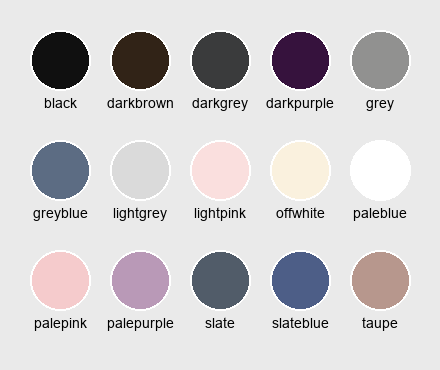 black darkbrown darkgrey darkpurple grey
greyblue lightgrey lightpink offwhite paleblue
palepink palepurple slate slateblue taupe